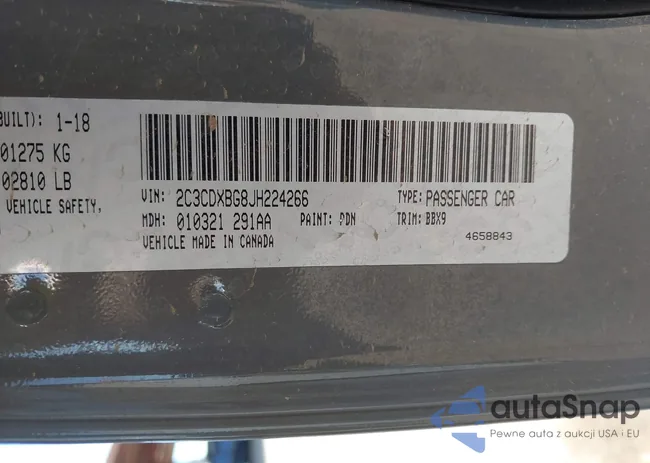 BUILT): 1-18
01275 KG
02810 LB
VEHICLE SAFETY,
VIN: 2C3CDXBG8JH224266 TYPE: PASSENGER CAR
MDH: 010321 291AA PAINT: PDN TRIM: BBX9
VEHICLE MADE IN CANADA 4658843
autaSnap
Pewne auta z aukcji USA i EU